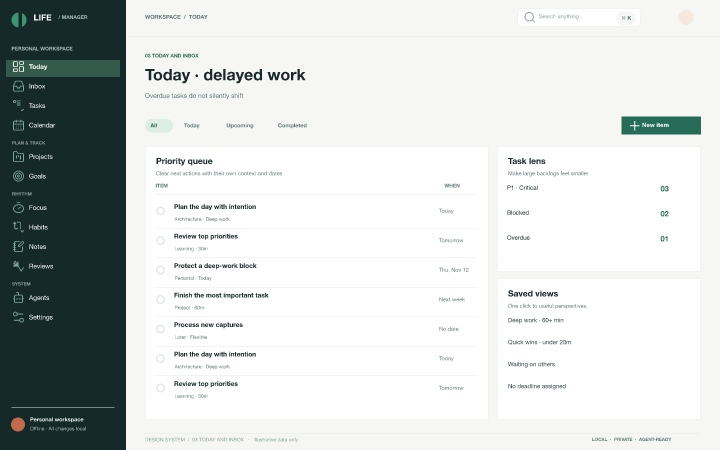 LIFE / MANAGER
PERSONAL WORKSPACE
Today
Inbox
Tasks
Calendar
PLAN & TRACK
Projects
Goals
RHYTHM
Focus
Habits
Notes
Reviews
SYSTEM
Agents
Settings
Personal workspace
Offline · All changes local
WORKSPACE / TODAY
Search anything...
⌘ K
03 TODAY AND INBOX
Today · delayed work
Overdue tasks do not silently shift
All
Today
Upcoming
Completed
New item
Priority queue
Clear next actions with their own context and dates
ITEM WHEN
Plan the day with intention
Architecture · Deep work
Today
Review top priorities
Learning · 30m
Tomorrow
Protect a deep-work block
Personal · Today
Thu, Nov 12
Finish the most important task
Project · 60m
Next week
Process new captures
Later · Flexible
No date
Plan the day with intention
Architecture · Deep work
Today
Review top priorities
Learning · 30m
Tomorrow
Task lens
Make large backlogs feel smaller
P1 · Critical 03
Blocked 02
Overdue 01
Saved views
One click to useful perspectives
Deep work · 60+ min
Quick wins · under 20m
Waiting on others
No deadline assigned
DESIGN SYSTEM / 03 TODAY AND INBOX · Illustrative data only
LOCAL · PRIVATE · AGENT-READY